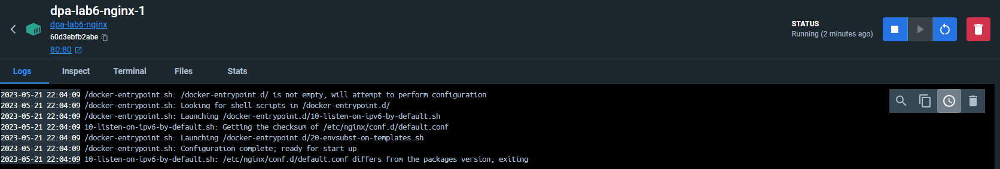 dpa-lab6-nginx-1
dpa-lab6-nginx
60d3ebfb2abe
80:80
STATUS
Running (2 minutes ago)
Logs Inspect Terminal Files Stats
2023-05-21 22:04:09 /docker-entrypoint.sh: /docker-entrypoint.d/ is not empty, will attempt to perform configuration
2023-05-21 22:04:09 /docker-entrypoint.sh: Looking for shell scripts in /docker-entrypoint.d/
2023-05-21 22:04:09 /docker-entrypoint.sh: Launching /docker-entrypoint.d/10-listen-on-ipv6-by-default.sh
2023-05-21 22:04:09 10-listen-on-ipv6-by-default.sh: Getting the checksum of /etc/nginx/conf.d/default.conf
2023-05-21 22:04:09 /docker-entrypoint.sh: Launching /docker-entrypoint.d/20-envsubst-on-templates.sh
2023-05-21 22:04:09 /docker-entrypoint.sh: Configuration complete; ready for start up
2023-05-21 22:04:09 10-listen-on-ipv6-by-default.sh: /etc/nginx/conf.d/default.conf differs from the packages version, exiting